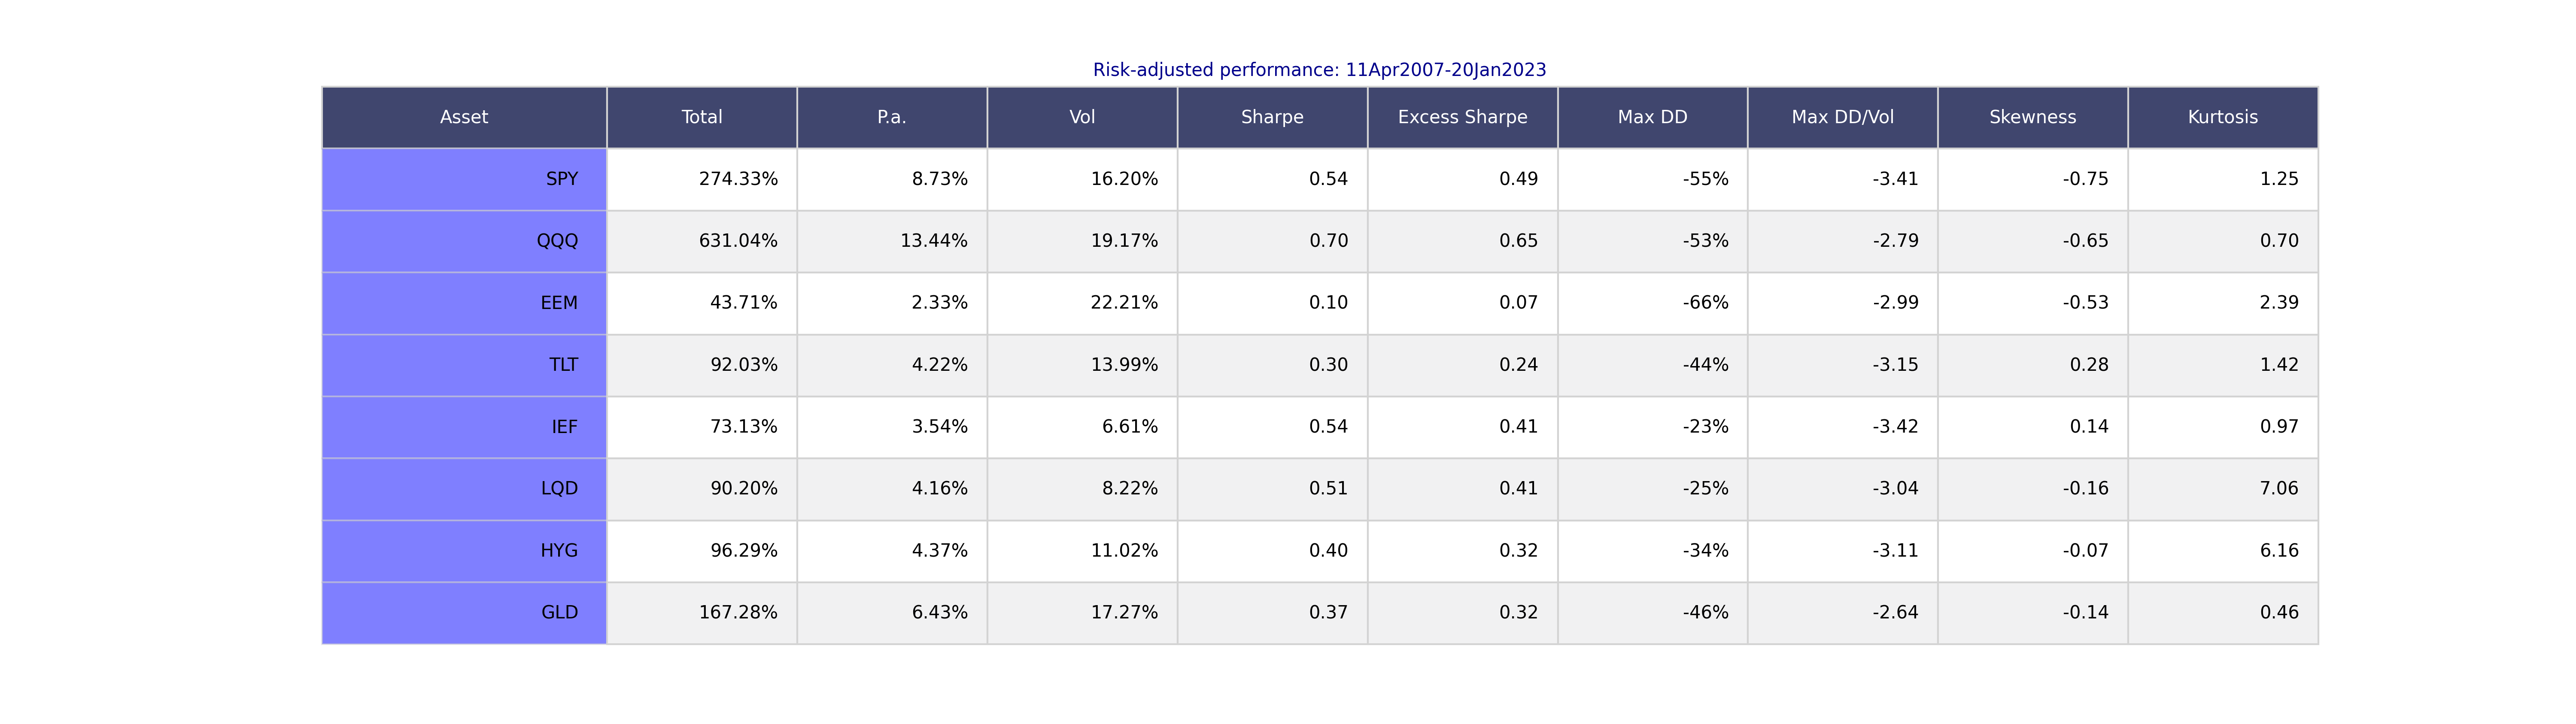 Risk-adjusted performance: 11Apr2007-20Jan2023
Asset Total P.a. Vol Sharpe Excess Sharpe Max DD Max DD/Vol Skewness Kurtosis
SPY 274.33% 8.73% 16.20% 0.54 0.49 -55% -3.41 -0.75 1.25
QQQ 631.04% 13.44% 19.17% 0.70 0.65 -53% -2.79 -0.65 0.70
EEM 43.71% 2.33% 22.21% 0.10 0.07 -66% -2.99 -0.53 2.39
TLT 92.03% 4.22% 13.99% 0.30 0.24 -44% -3.15 0.28 1.42
IEF 73.13% 3.54% 6.61% 0.54 0.41 -23% -3.42 0.14 0.97
LQD 90.20% 4.16% 8.22% 0.51 0.41 -25% -3.04 -0.16 7.06
HYG 96.29% 4.37% 11.02% 0.40 0.32 -34% -3.11 -0.07 6.16
GLD 167.28% 6.43% 17.27% 0.37 0.32 -46% -2.64 -0.14 0.46